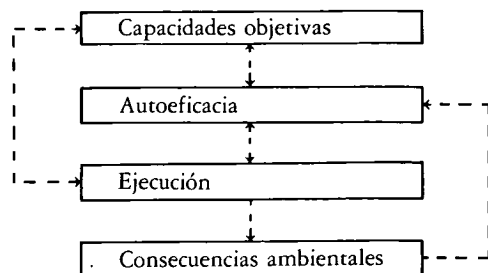 Capacidades objetivas
Autoeficacia
Ejecución
Consecuencias ambientales